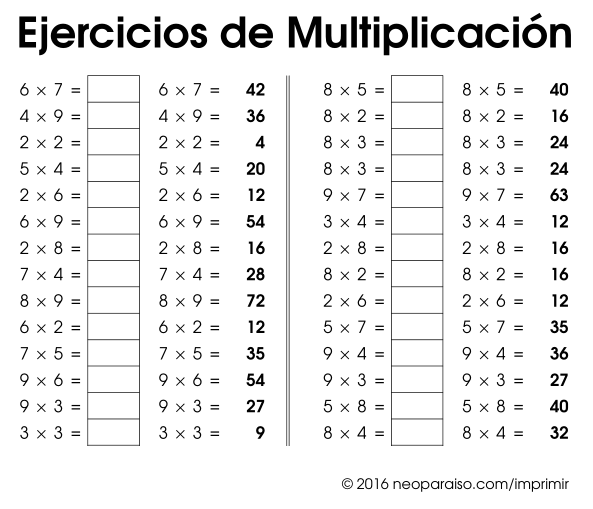 Ejercicios de Multiplicación
6 × 7 = 6 × 7 = 42 8 × 5 = 8 × 5 = 40
4 × 9 = 4 × 9 = 36 8 × 2 = 8 × 2 = 16
2 × 2 = 2 × 2 = 4 8 × 3 = 8 × 3 = 24
5 × 4 = 5 × 4 = 20 8 × 3 = 8 × 3 = 24
2 × 6 = 2 × 6 = 12 9 × 7 = 9 × 7 = 63
6 × 9 = 6 × 9 = 54 3 × 4 = 3 × 4 = 12
2 × 8 = 2 × 8 = 16 2 × 8 = 2 × 8 = 16
7 × 4 = 7 × 4 = 28 8 × 2 = 8 × 2 = 16
8 × 9 = 8 × 9 = 72 2 × 6 = 2 × 6 = 12
6 × 2 = 6 × 2 = 12 5 × 7 = 5 × 7 = 35
7 × 5 = 7 × 5 = 35 9 × 4 = 9 × 4 = 36
9 × 6 = 9 × 6 = 54 9 × 3 = 9 × 3 = 27
9 × 3 = 9 × 3 = 27 5 × 8 = 5 × 8 = 40
3 × 3 = 3 × 3 = 9 8 × 4 = 8 × 4 = 32
© 2016 neoparaiso.com/imprimir